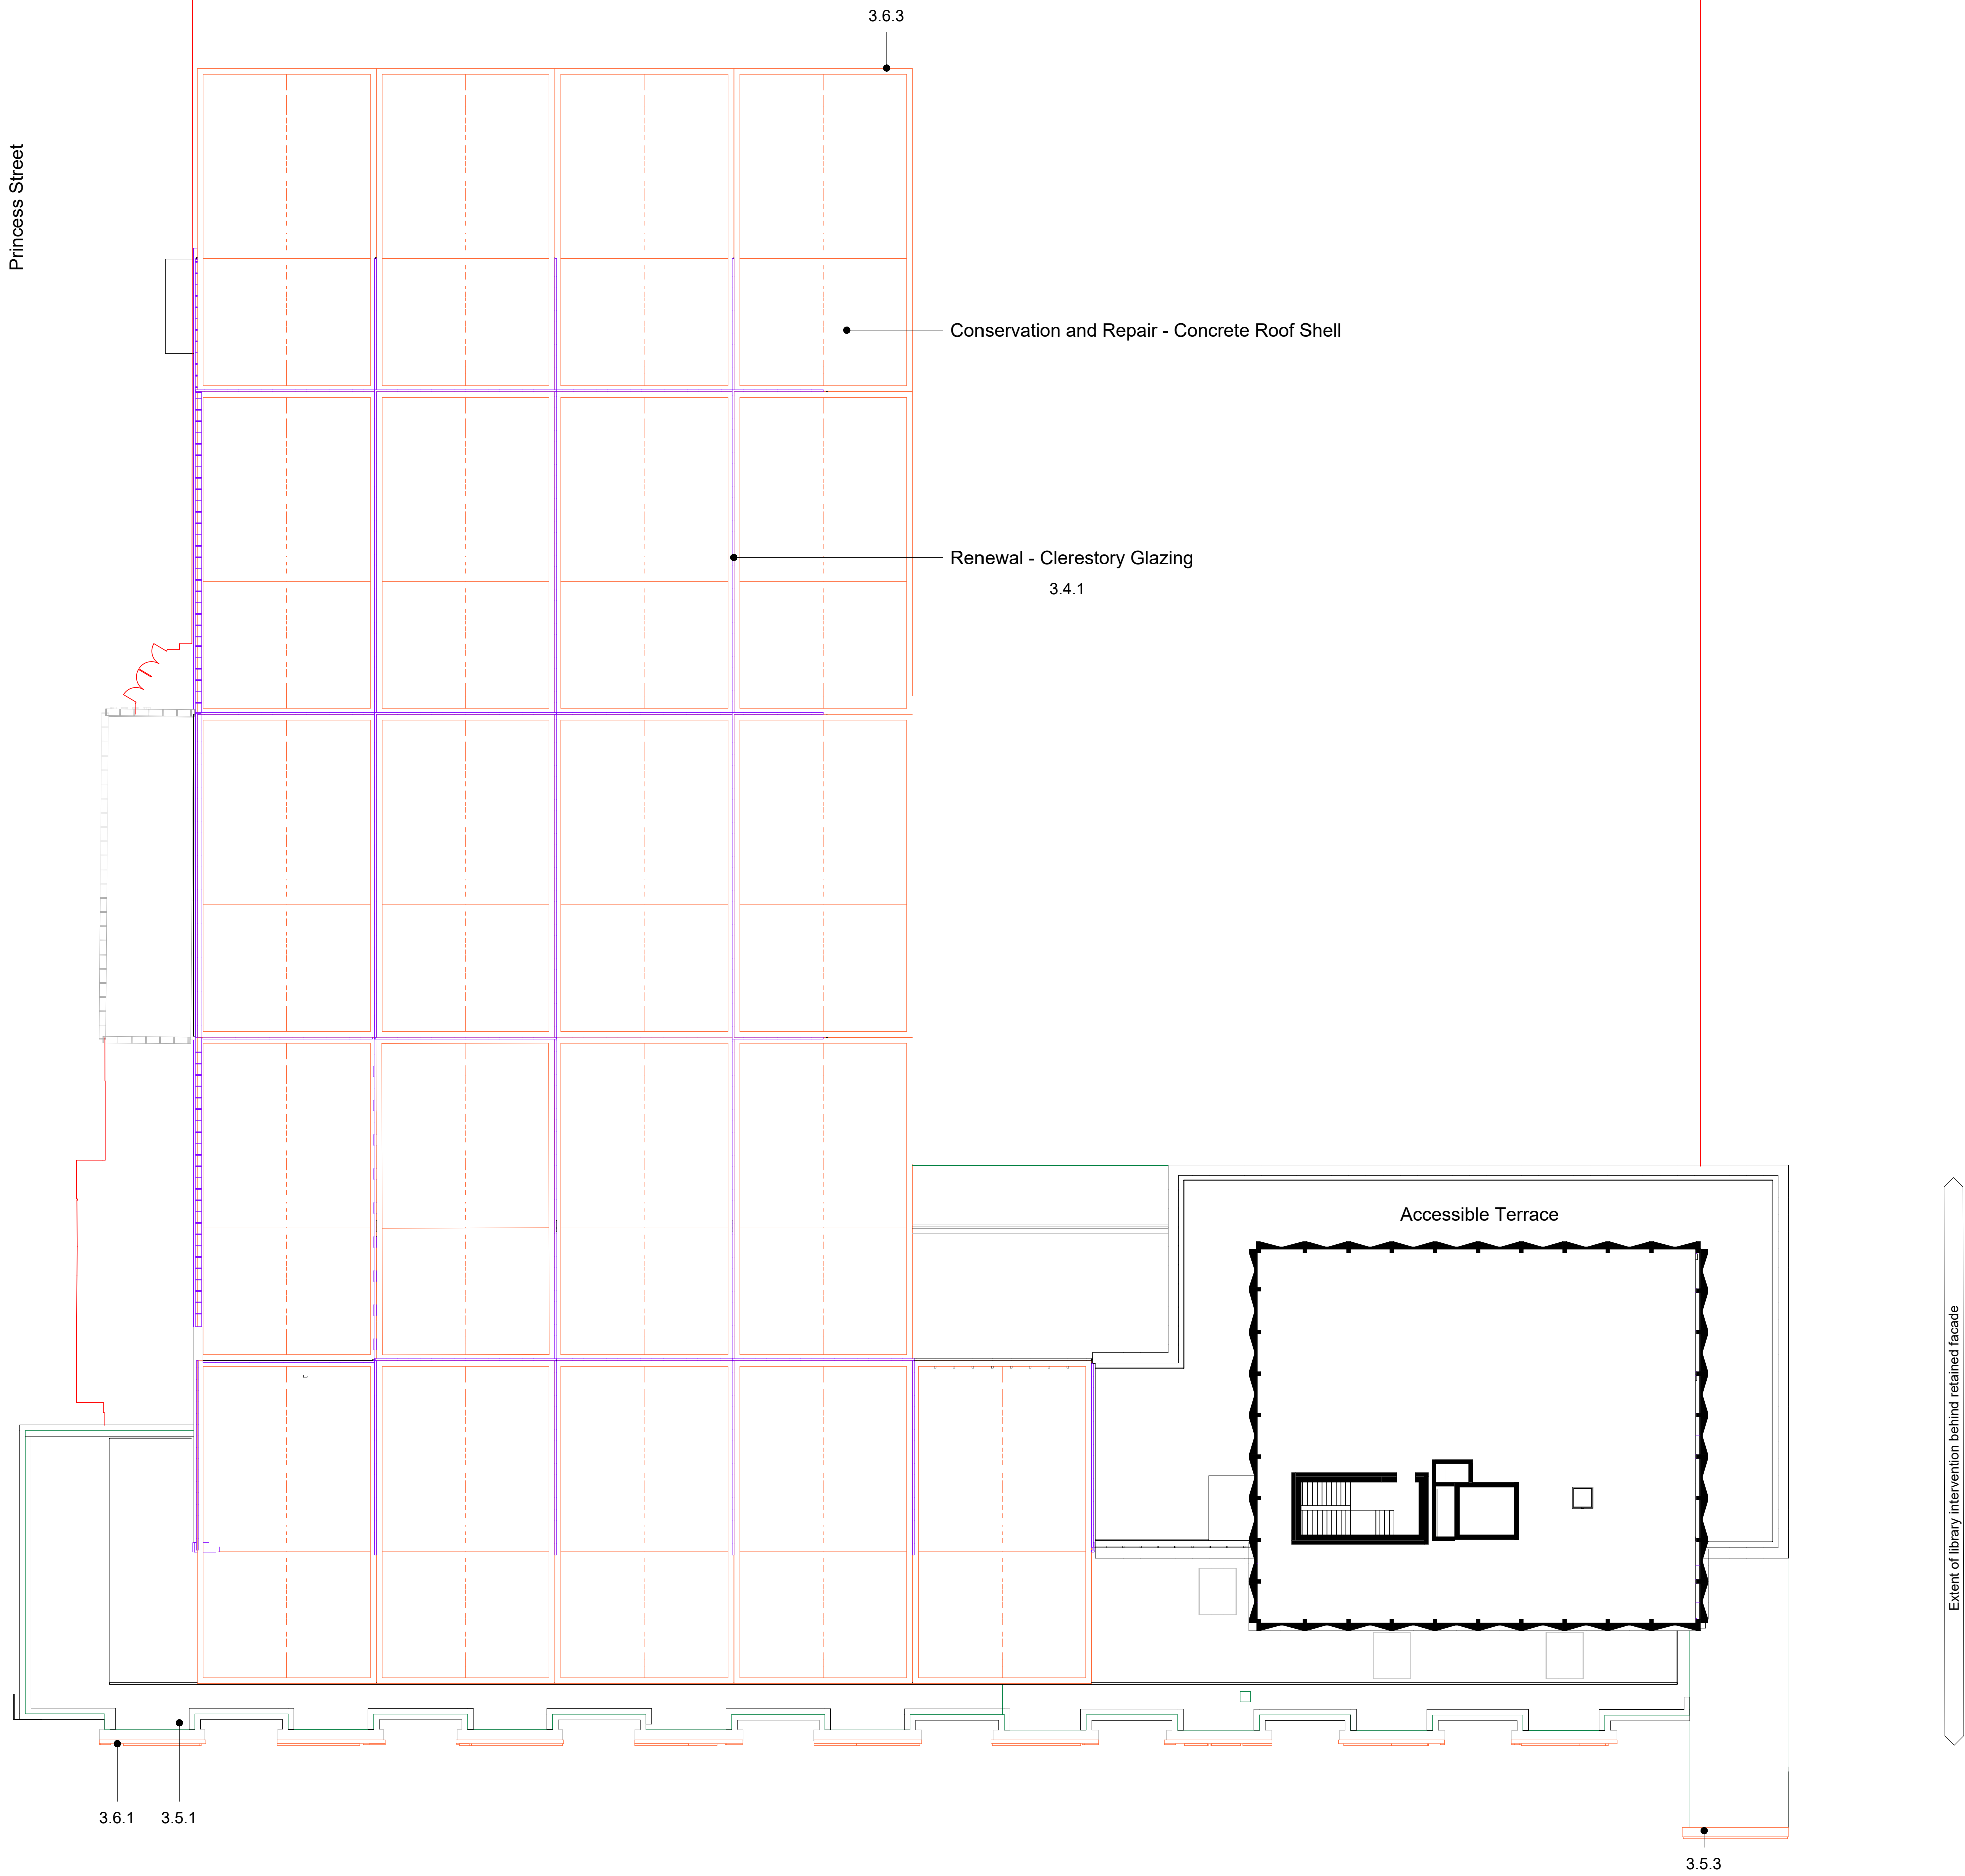 3.6.3
Princess Street
Conservation and Repair - Concrete Roof Shell
Renewal - Clerestory Glazing
3.4.1
Accessible Terrace
Extent of library intervention behind retained facade
3.6.1
3.5.1
3.5.3